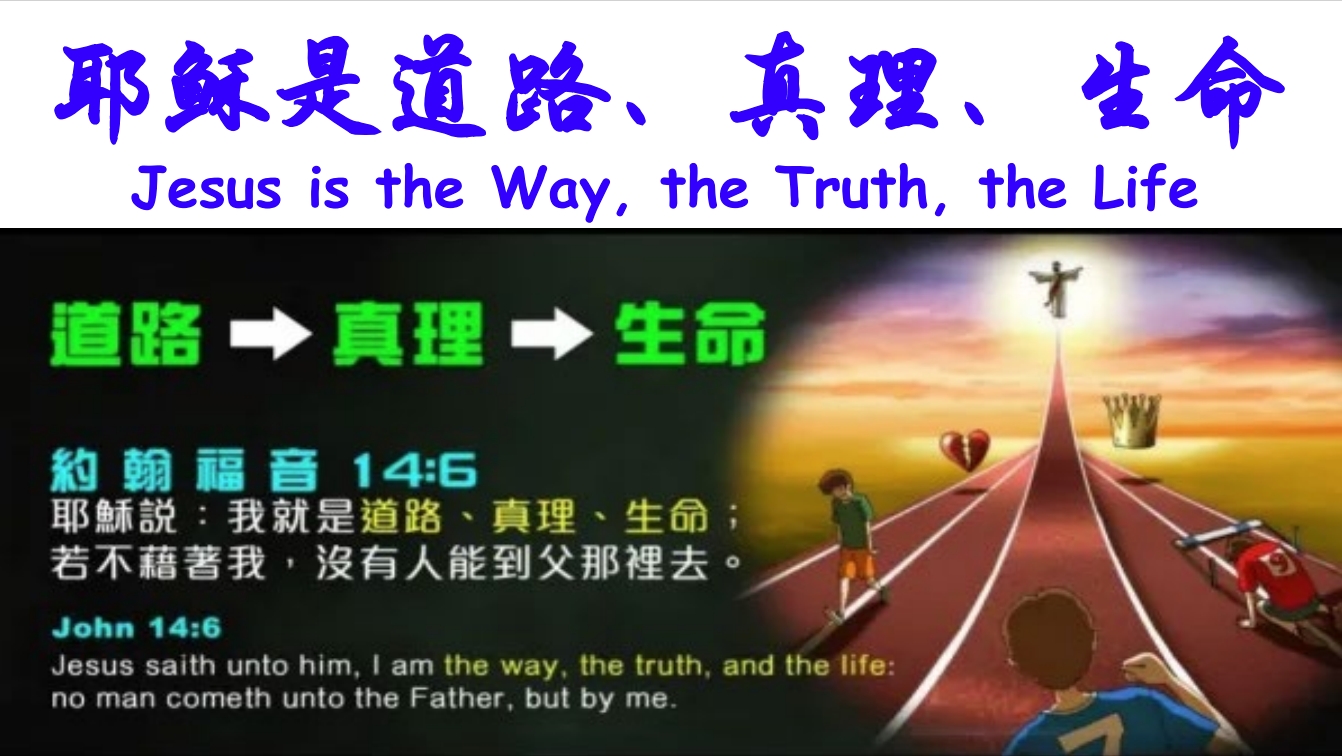 耶穌是道路、真理、生命
Jesus is the Way, the Truth, the Life
道路 ➡ 真理 ➡ 生命
約翰福音 14:6
耶穌説：我就是道路、真理、生命；
若不藉著我，沒有人能到父那裡去。
John 14:6
Jesus saith unto him, I am the way, the truth, and the life:
no man cometh unto the Father, but by me.
7